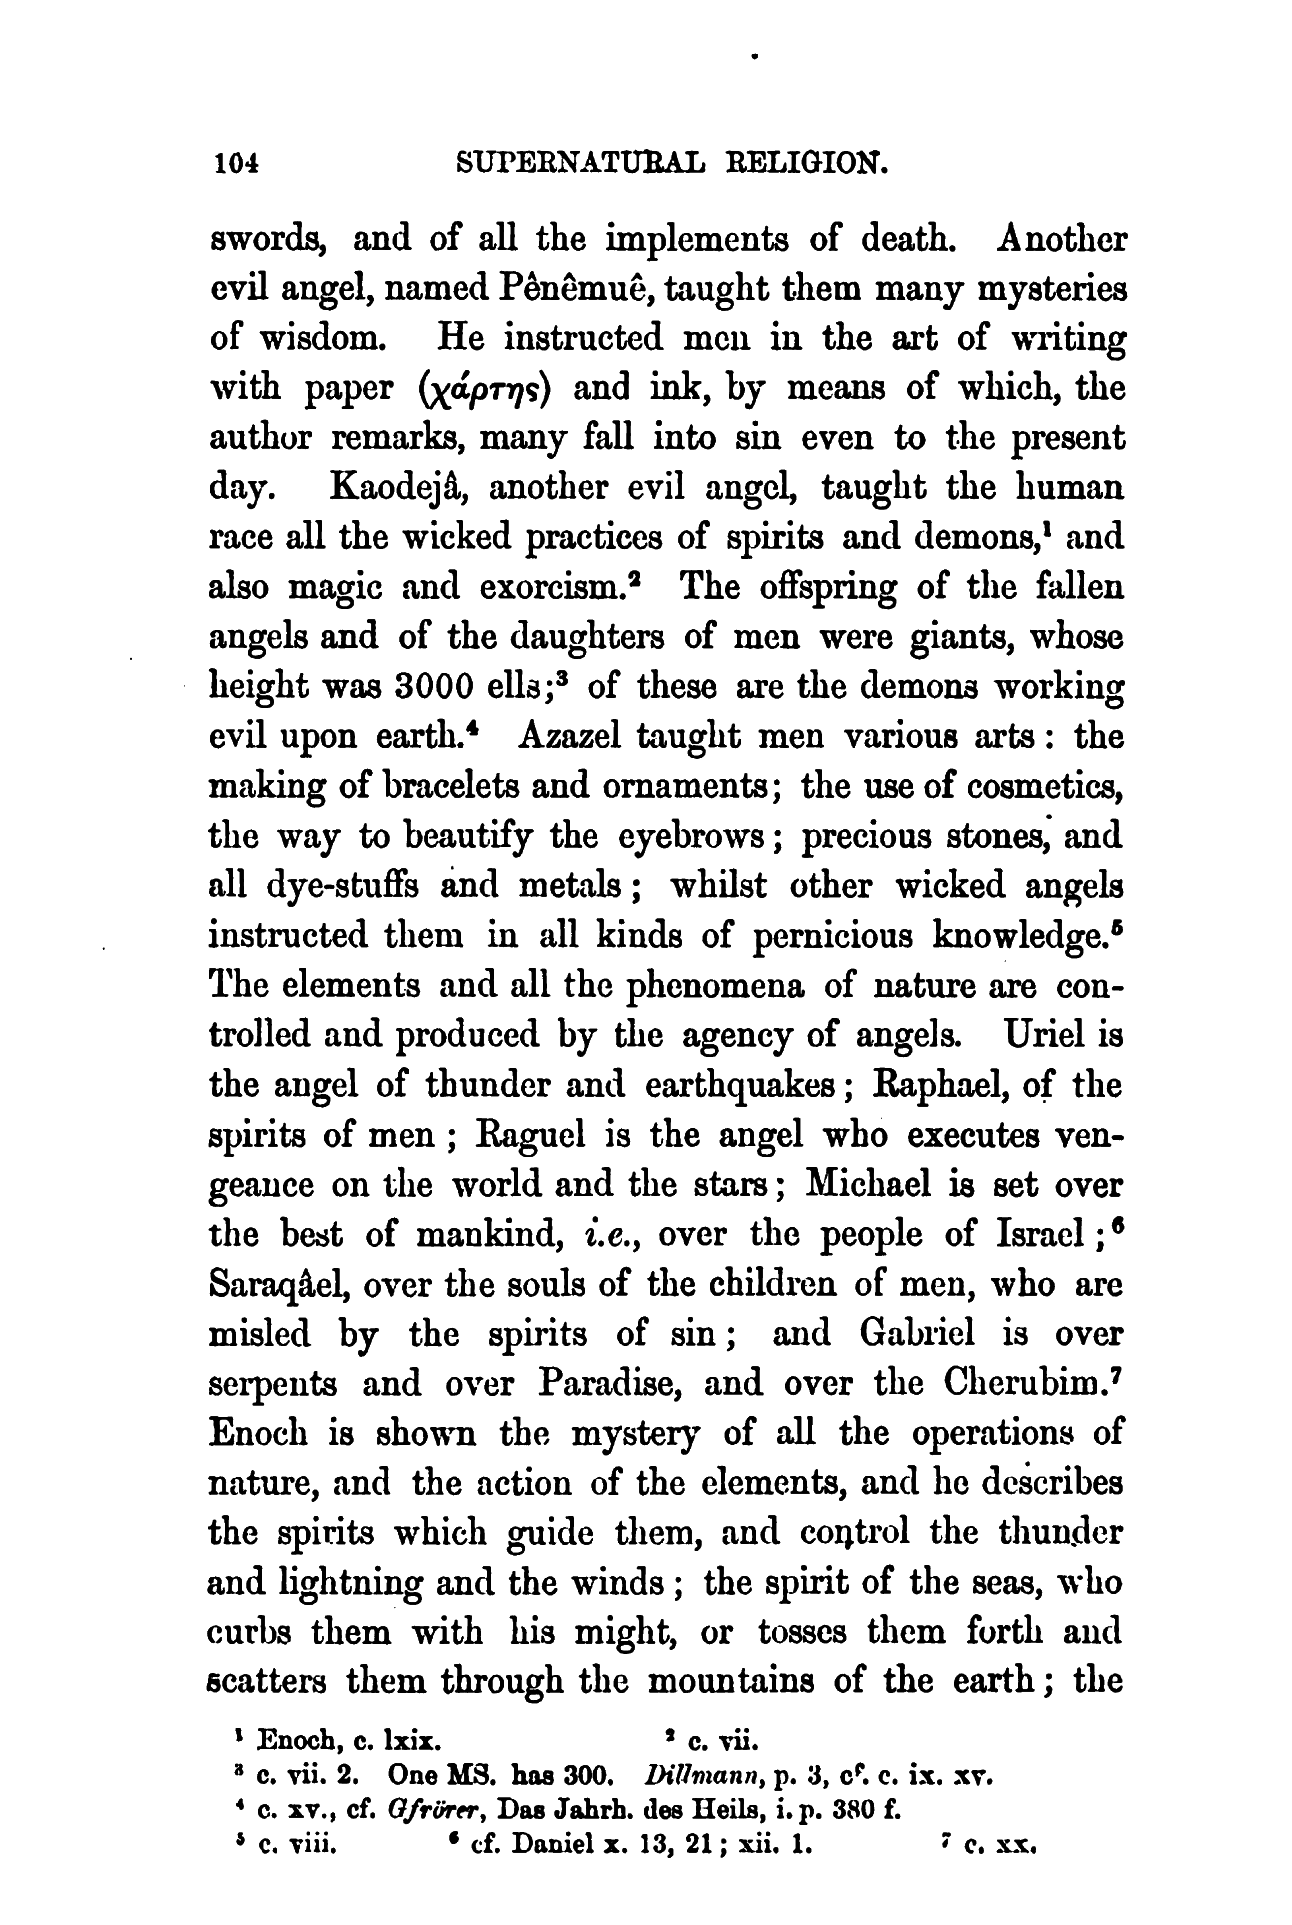 104 SUPERNATURAL RELIGION.
swords, and of all the implements of death. Another
evil angel, named Pênêmuê, taught them many mysteries
of wisdom. He instructed men in the art of writing
with paper (χάρτης) and ink, by means of which, the
author remarks, many fall into sin even to the present
day. Kaodejâ, another evil angel, taught the human
race all the wicked practices of spirits and demons,¹ and
also magic and exorcism.² The offspring of the fallen
angels and of the daughters of men were giants, whose
height was 3000 ells;³ of these are the demons working
evil upon earth.⁴ Azazel taught men various arts : the
making of bracelets and ornaments; the use of cosmetics,
the way to beautify the eyebrows; precious stones, and
all dye-stuffs and metals; whilst other wicked angels
instructed them in all kinds of pernicious knowledge.⁵
The elements and all the phenomena of nature are con-
trolled and produced by the agency of angels. Uriel is
the angel of thunder and earthquakes; Raphael, of the
spirits of men; Raguel is the angel who executes ven-
geance on the world and the stars; Michael is set over
the best of mankind, i.e., over the people of Israel;⁶
Saraqâel, over the souls of the children of men, who are
misled by the spirits of sin; and Gabriel is over
serpents and over Paradise, and over the Cherubim.⁷
Enoch is shown the mystery of all the operations of
nature, and the action of the elements, and he describes
the spirits which guide them, and control the thunder
and lightning and the winds; the spirit of the seas, who
curbs them with his might, or tosses them forth and
scatters them through the mountains of the earth; the
¹ Enoch, c. lxix. ² c. vii.
³ c. vii. 2. One MS. has 300. Dillmann, p. 3, cf. c. ix. xv.
⁴ c. xv., cf. Gfrörer, Das Jahrh. des Heils, i. p. 380 f.
⁵ c. viii. ⁶ cf. Daniel x. 13, 21; xii. 1. ⁷ c. xx.